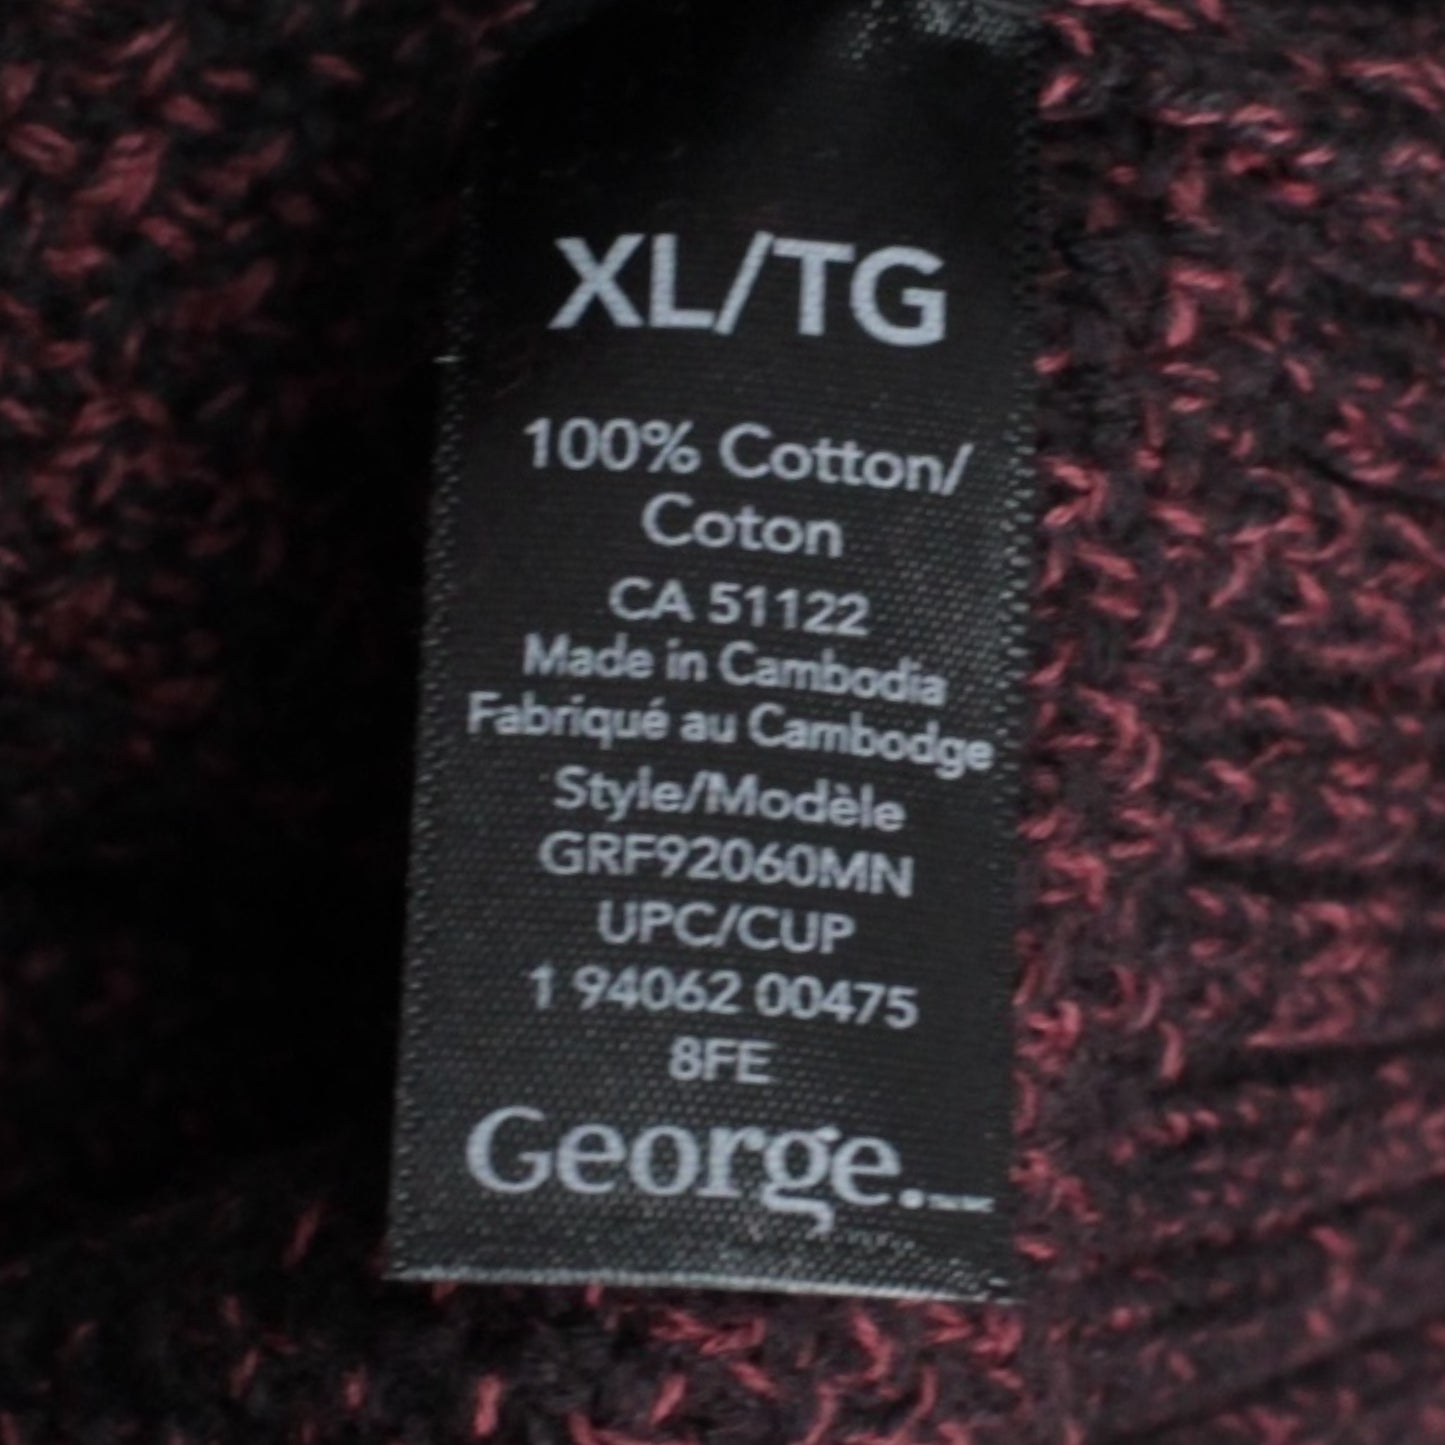 XL/TG
100% Cotton/
Coton
CA 51122
Made in Cambodia
Fabriqué au Cambodge
Style/Modèle
GRF92060MN
UPC/CUP
1 94062 00475
8FE
George.